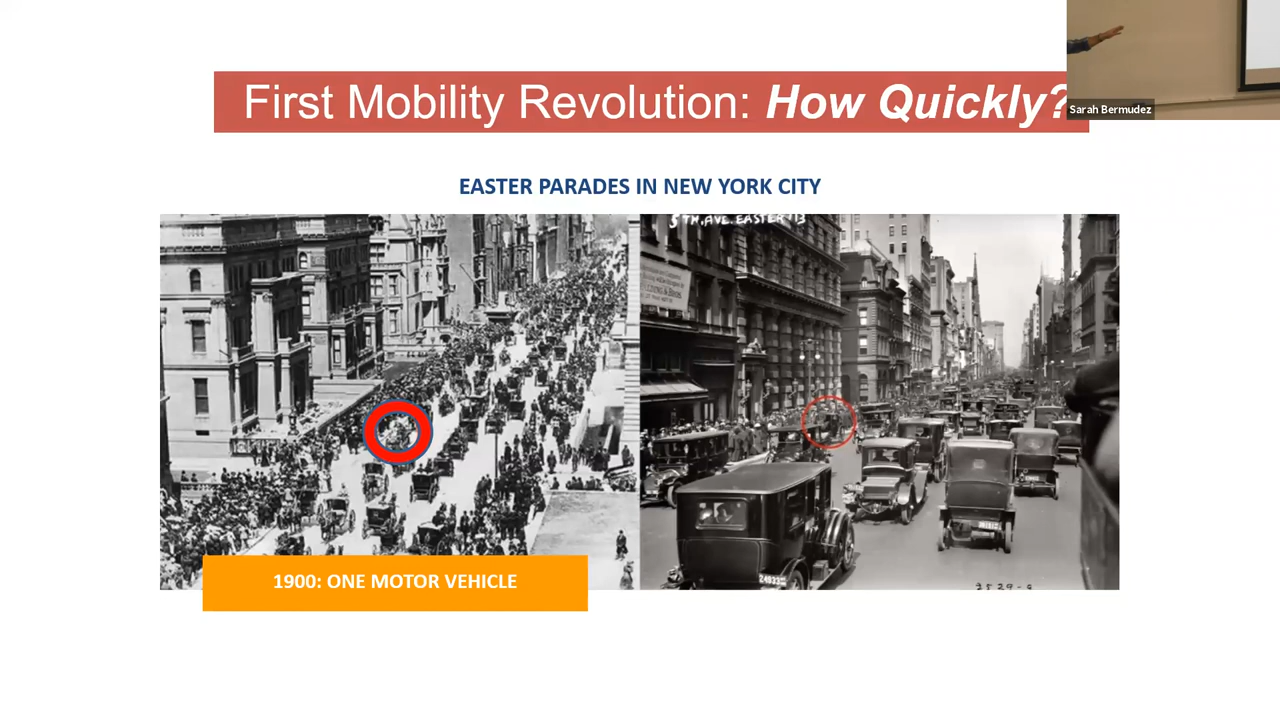 First Mobility Revolution: How Quickly?
Sarah Bermudez
EASTER PARADES IN NEW YORK CITY
5TH. AVE. EASTER '13
1900: ONE MOTOR VEHICLE